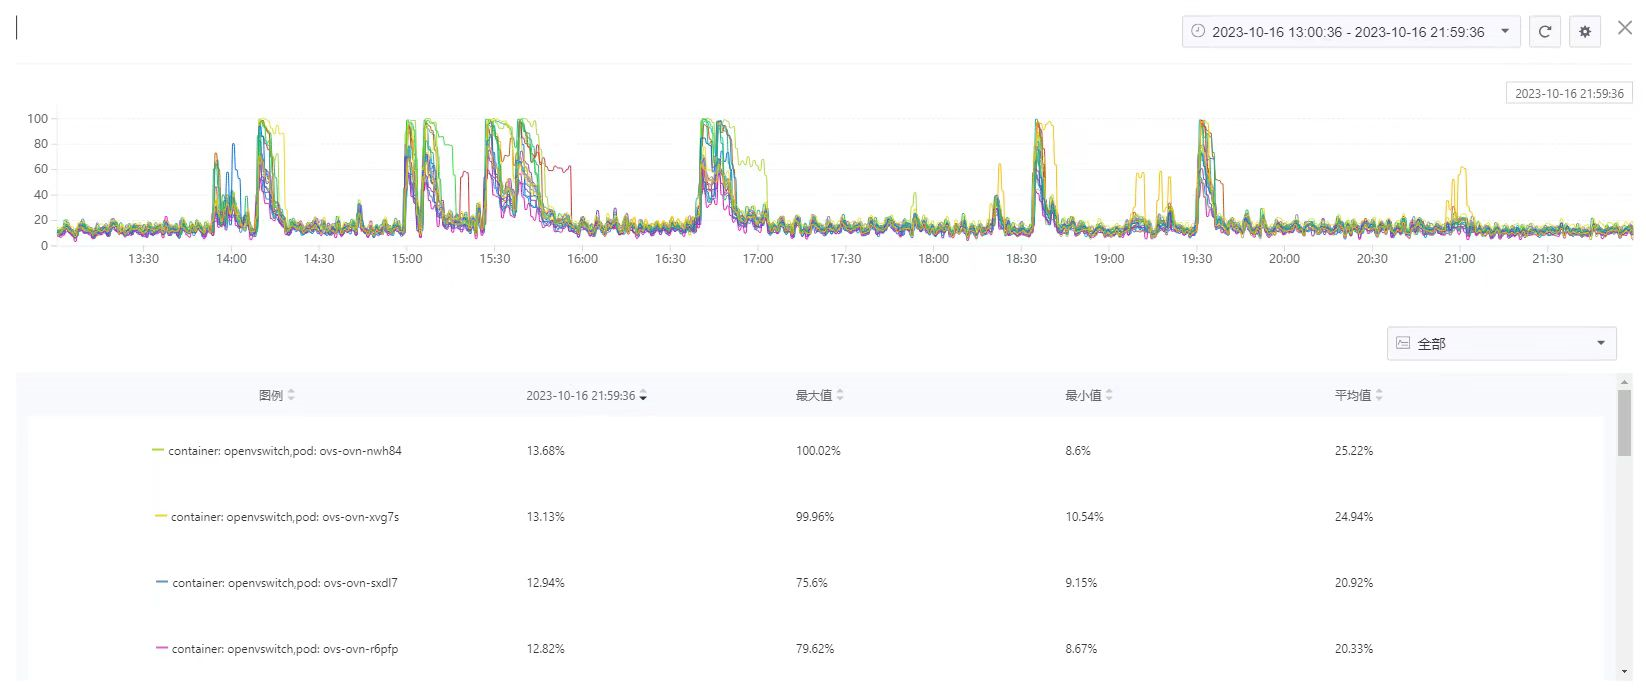 2023-10-16 13:00:36 - 2023-10-16 21:59:36
2023-10-16 21:59:36
100
80
60
40
20
0
13:30 14:00 14:30 15:00 15:30 16:00 16:30 17:00 17:30 18:00 18:30 19:00 19:30 20:00 20:30 21:00 21:30
全部
图例 2023-10-16 21:59:36 最大值 最小值 平均值
container: openvswitch,pod: ovs-ovn-nwh84 13.68% 100.02% 8.6% 25.22%
container: openvswitch,pod: ovs-ovn-xvg7s 13.13% 99.96% 10.54% 24.94%
container: openvswitch,pod: ovs-ovn-sxdl7 12.94% 75.6% 9.15% 20.92%
container: openvswitch,pod: ovs-ovn-r6pfp 12.82% 79.62% 8.67% 20.33%